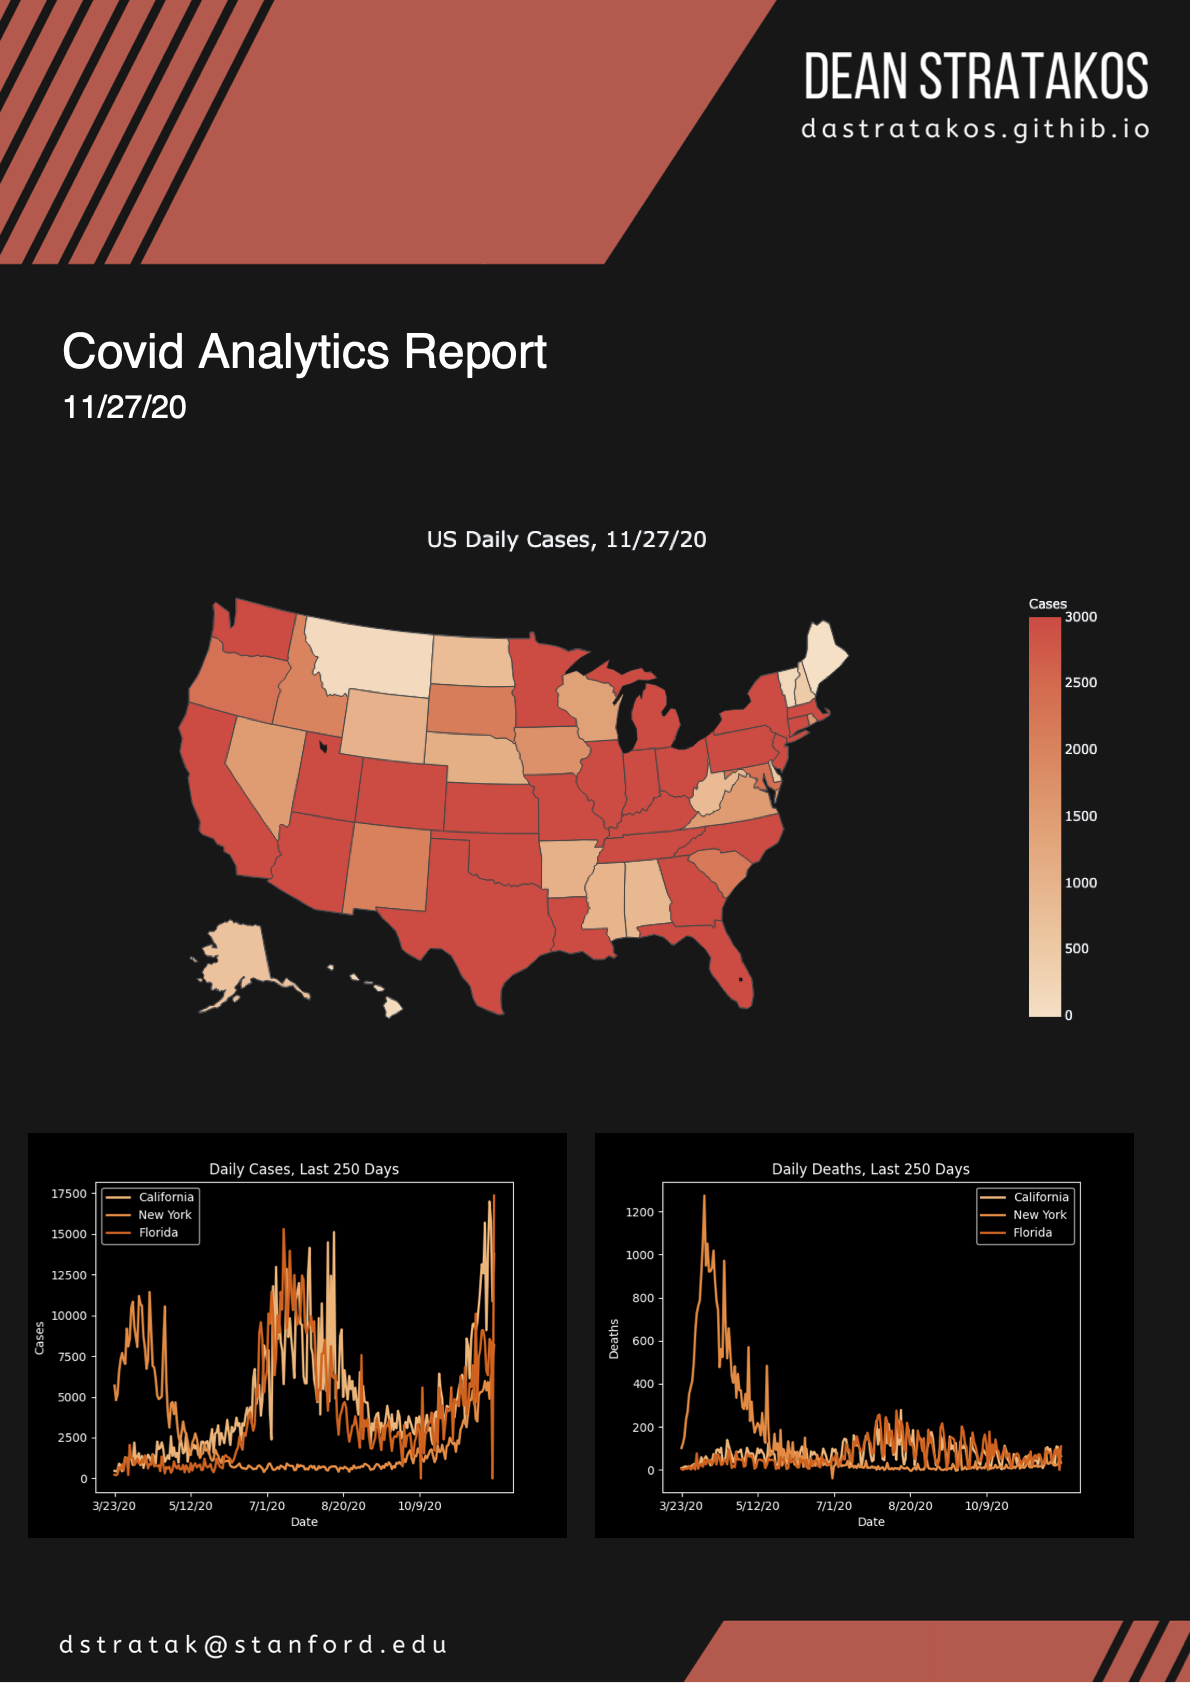 DEAN STRATAKOS
dastratakos.githib.io
Covid Analytics Report
11/27/20
US Daily Cases, 11/27/20
Cases
3000
2500
2000
1500
1000
500
0
Daily Cases, Last 250 Days
California
New York
Florida
17500
15000
12500
10000
7500
5000
2500
0
Cases
3/23/20 5/12/20 7/1/20 8/20/20 10/9/20
Date
Daily Deaths, Last 250 Days
California
New York
Florida
1200
1000
800
600
400
200
0
Deaths
3/23/20 5/12/20 7/1/20 8/20/20 10/9/20
Date
dstratak@stanford.edu